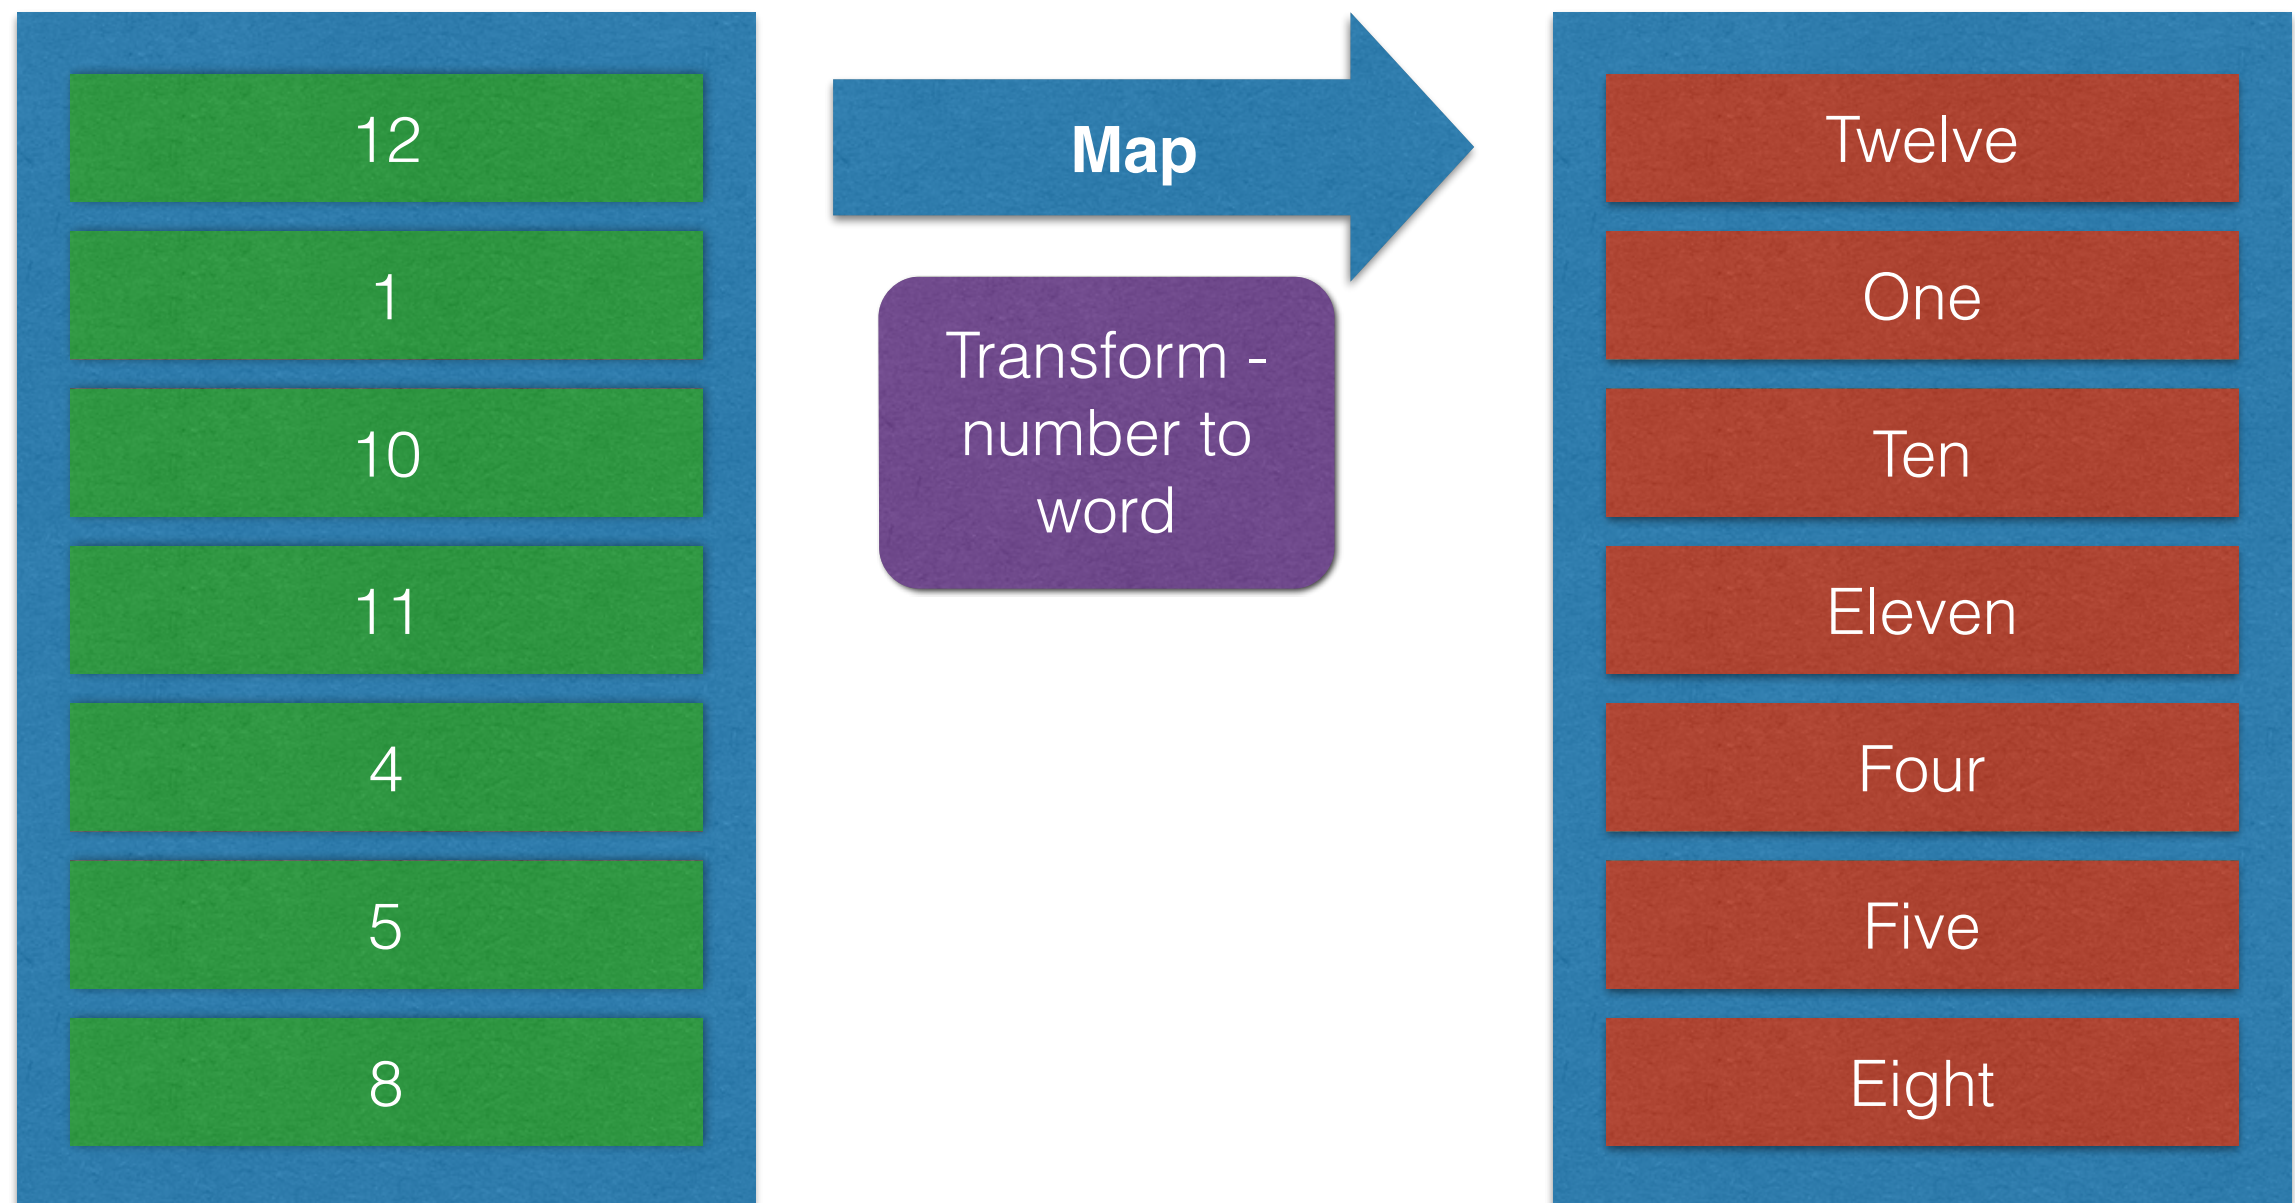 12
1
10
11
4
5
8
Map
Transform -
number to
word
Twelve
One
Ten
Eleven
Four
Five
Eight